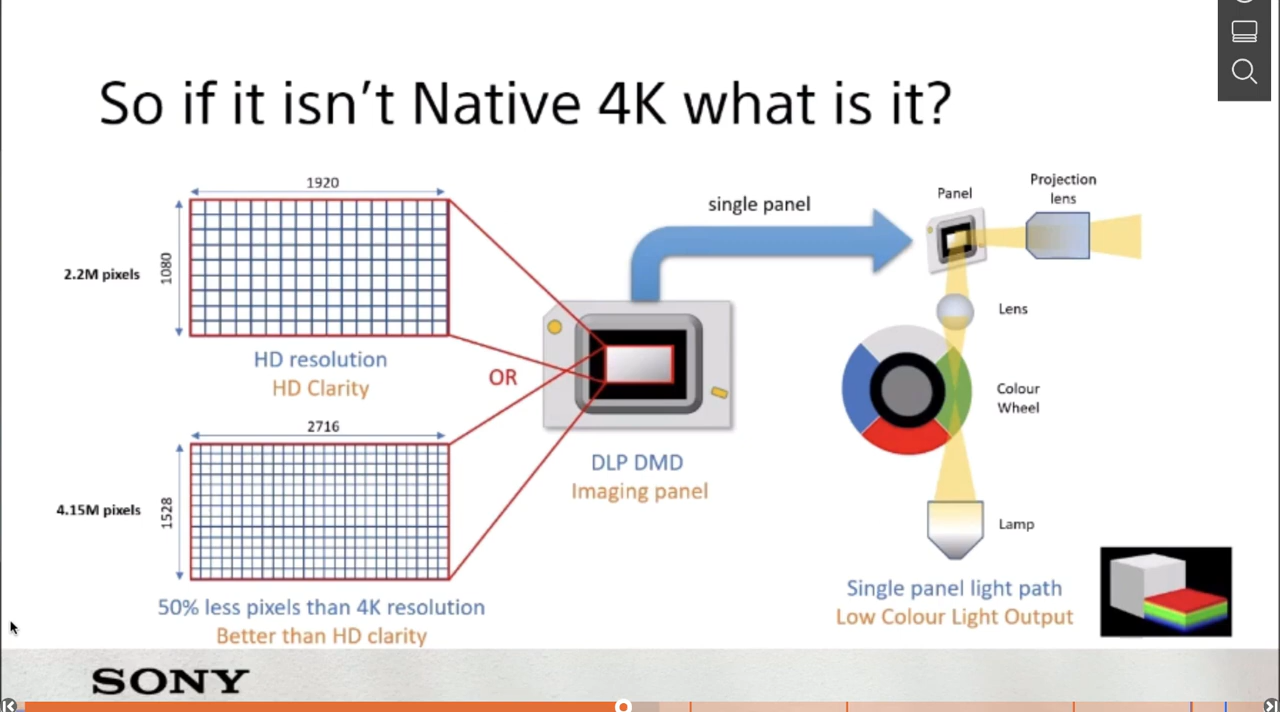 So if it isn't Native 4K what is it?
1920
1080
2.2M pixels
HD resolution
HD Clarity
OR
2716
1528
4.15M pixels
50% less pixels than 4K resolution
Better than HD clarity
DLP DMD
Imaging panel
single panel
Panel
Projection
lens
Lens
Colour
Wheel
Lamp
Single panel light path
Low Colour Light Output
SONY